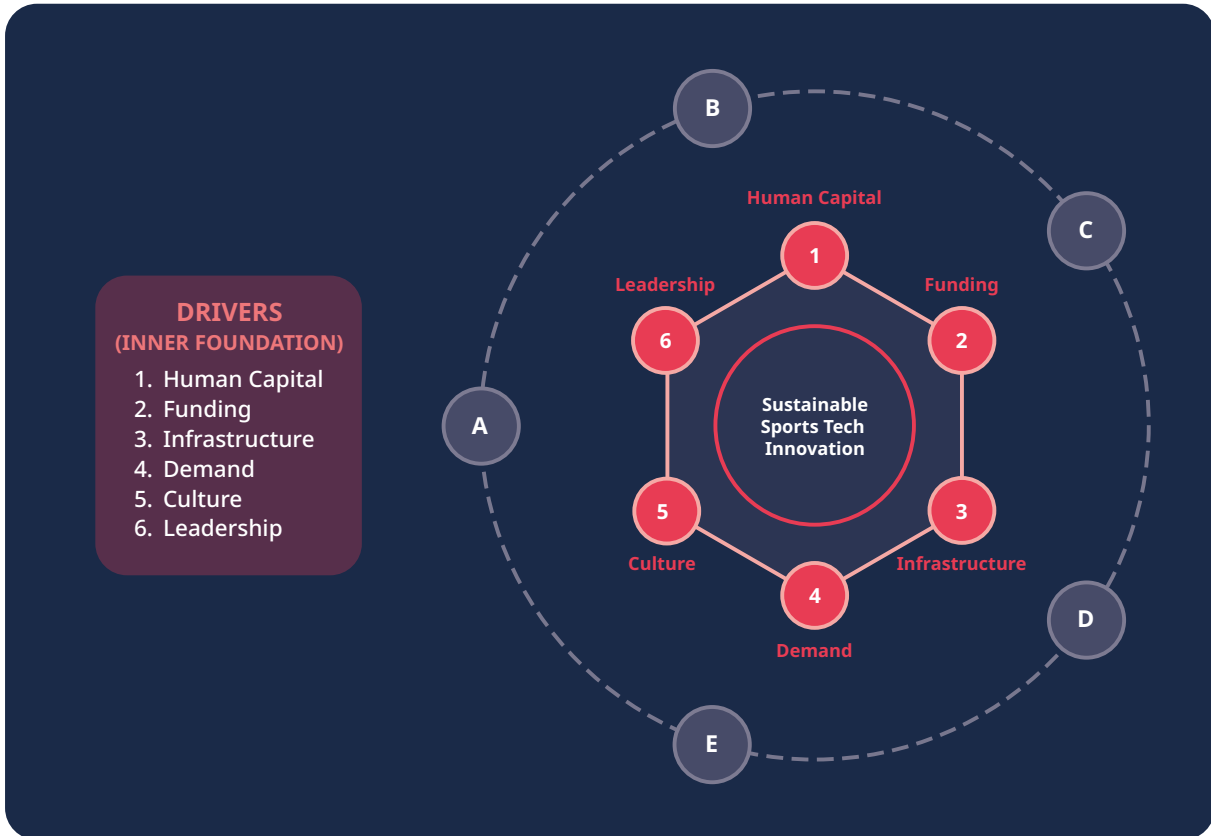 DRIVERS
(INNER FOUNDATION)
1. Human Capital
2. Funding
3. Infrastructure
4. Demand
5. Culture
6. Leadership
B
C
A
D
E
Human Capital
1
Leadership
Funding
6
2
Sustainable
Sports Tech
Innovation
5
3
Culture
Infrastructure
4
Demand